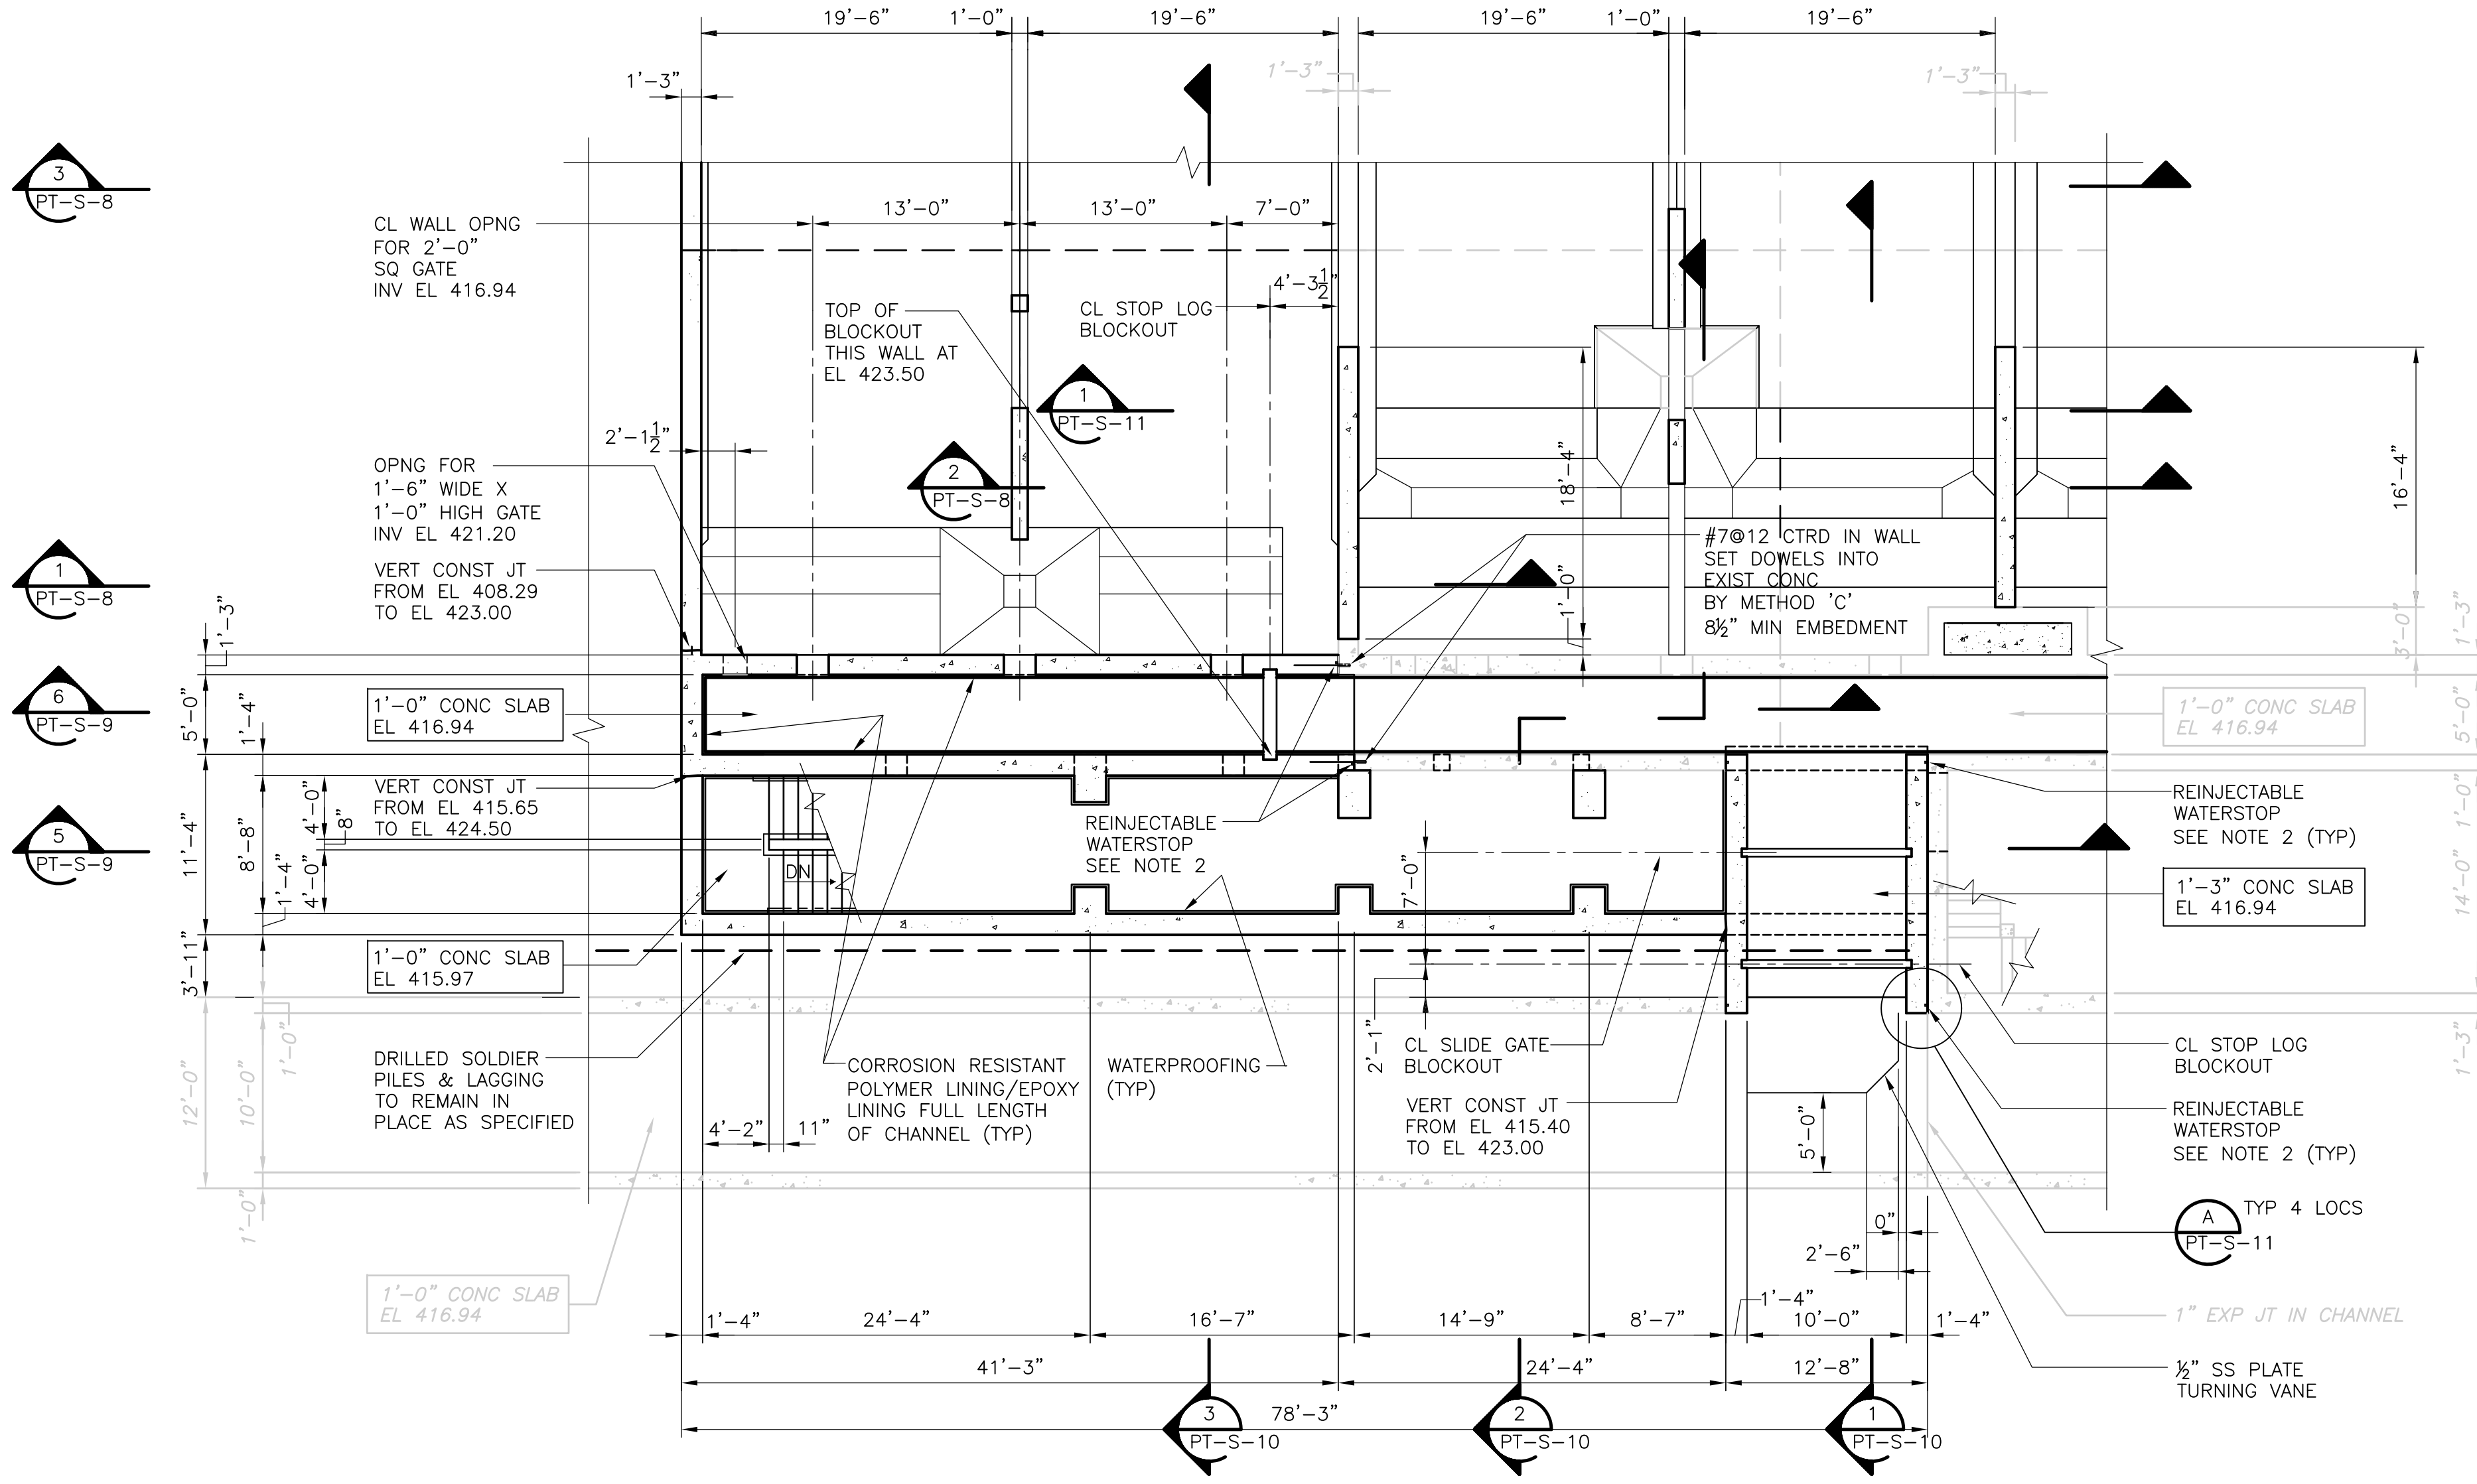 19'-6"
1'-0"
19'-6"
19'-6"
1'-0"
19'-6"
1'-3"
1'-3"
1'-3"
3
PT-S-8
CL WALL OPNG
FOR 2'-0"
SQ GATE
INV EL 416.94
13'-0"
13'-0"
7'-0"
4'-3½"
TOP OF
BLOCKOUT
THIS WALL AT
EL 423.50
CL STOP LOG
BLOCKOUT
1
PT-S-11
2'-1½"
2
PT-S-8
OPNG FOR
1'-6" WIDE X
1'-0" HIGH GATE
INV EL 421.20
18'-4"
16'-4"
1
PT-S-8
VERT CONST JT
FROM EL 408.29
TO EL 423.00
#7@12 CTRD IN WALL
SET DOWELS INTO
EXIST CONC
BY METHOD 'C'
8½" MIN EMBEDMENT
1'-0"
1'-3"
3'-0"
1'-3"
6
PT-S-9
5'-0"
1'-4"
1'-0" CONC SLAB
EL 416.94
1'-0" CONC SLAB
EL 416.94
5'-0"
VERT CONST JT
FROM EL 415.65
TO EL 424.50
5
PT-S-9
11'-4"
8'-8"
4'-0"
8"
4'-0"
1'-4"
DN
REINJECTABLE
WATERSTOP
SEE NOTE 2
7'-0"
REINJECTABLE
WATERSTOP
SEE NOTE 2 (TYP)
1'-0"
14'-0"
1'-3" CONC SLAB
EL 416.94
3'-11"
1'-0" CONC SLAB
EL 415.97
2'-1"
12'-0"
10'-0"
1'-0"
1'-0"
DRILLED SOLDIER
PILES & LAGGING
TO REMAIN IN
PLACE AS SPECIFIED
CORROSION RESISTANT
POLYMER LINING/EPOXY
LINING FULL LENGTH
OF CHANNEL (TYP)
WATERPROOFING
(TYP)
CL SLIDE GATE
BLOCKOUT
VERT CONST JT
FROM EL 415.40
TO EL 423.00
CL STOP LOG
BLOCKOUT
1'-3"
REINJECTABLE
WATERSTOP
SEE NOTE 2 (TYP)
4'-2"
11"
5'-0"
0"
2'-6"
A
PT-S-11
TYP 4 LOCS
1'-0" CONC SLAB
EL 416.94
1" EXP JT IN CHANNEL
1'-4"
24'-4"
16'-7"
14'-9"
8'-7"
1'-4"
10'-0"
1'-4"
41'-3"
24'-4"
12'-8"
½" SS PLATE
TURNING VANE
78'-3"
3
PT-S-10
2
PT-S-10
1
PT-S-10